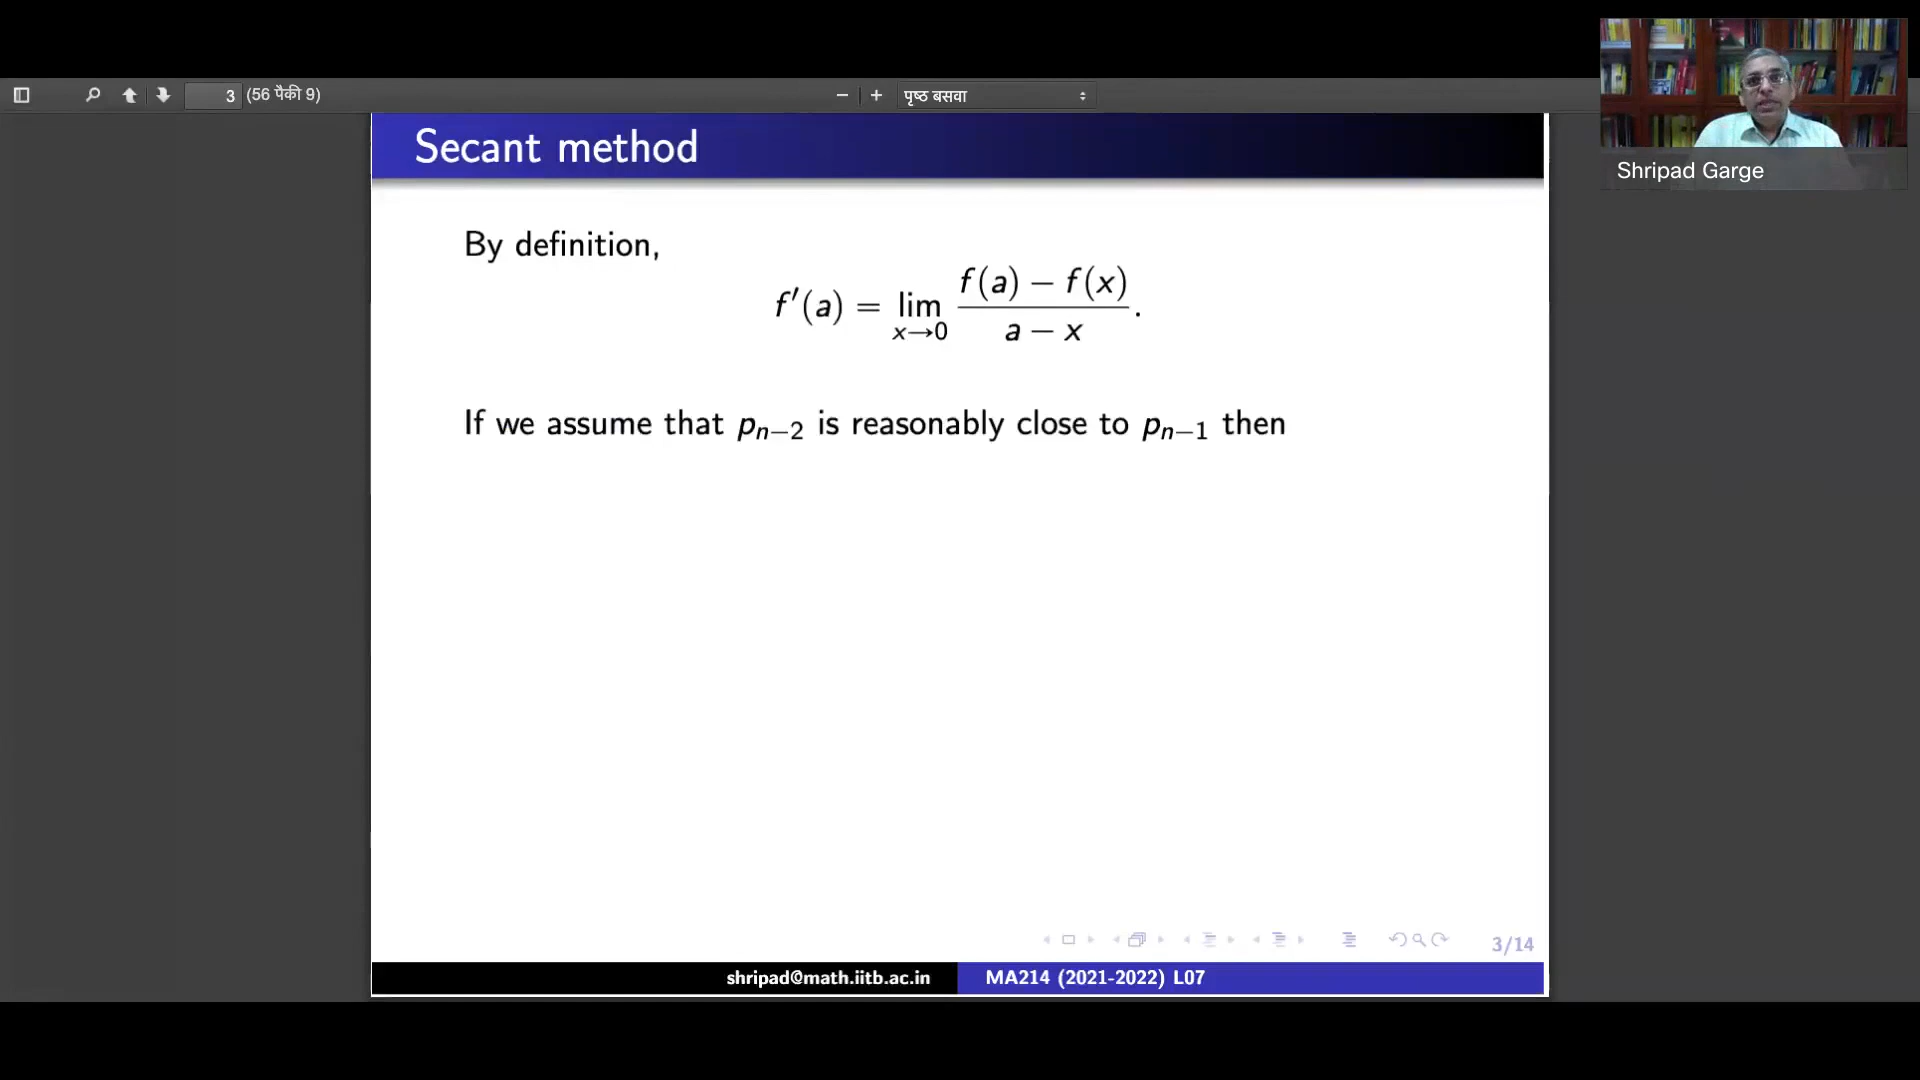 3 (56 पैकी 9)
पृष्ठ बसवा
Shripad Garge
Secant method
By definition,
f′(a) = lim_{x→0} (f(a) − f(x)) / (a − x).
If we assume that p_{n−2} is reasonably close to p_{n−1} then
3/14
shripad@math.iitb.ac.in MA214 (2021-2022) L07